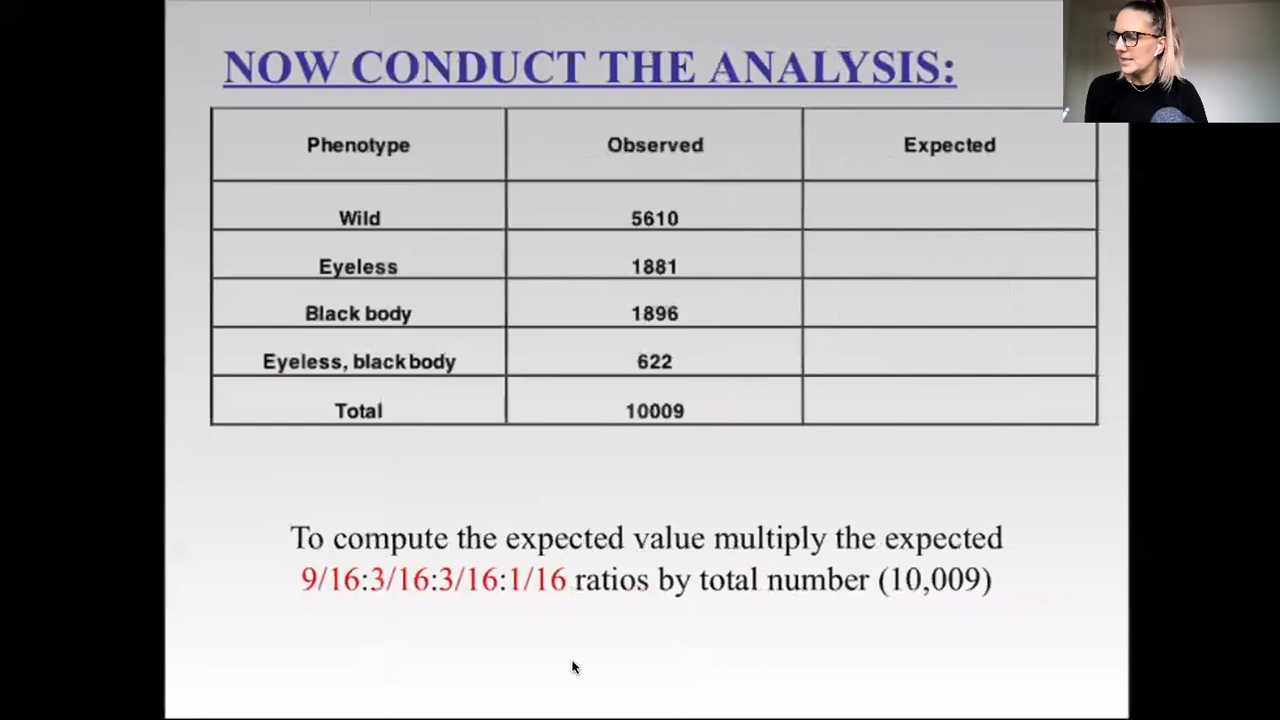 NOW CONDUCT THE ANALYSIS:
Phenotype Observed Expected
Wild 5610
Eyeless 1881
Black body 1896
Eyeless, black body 622
Total 10009
To compute the expected value multiply the expected
9/16:3/16:3/16:1/16 ratios by total number (10,009)